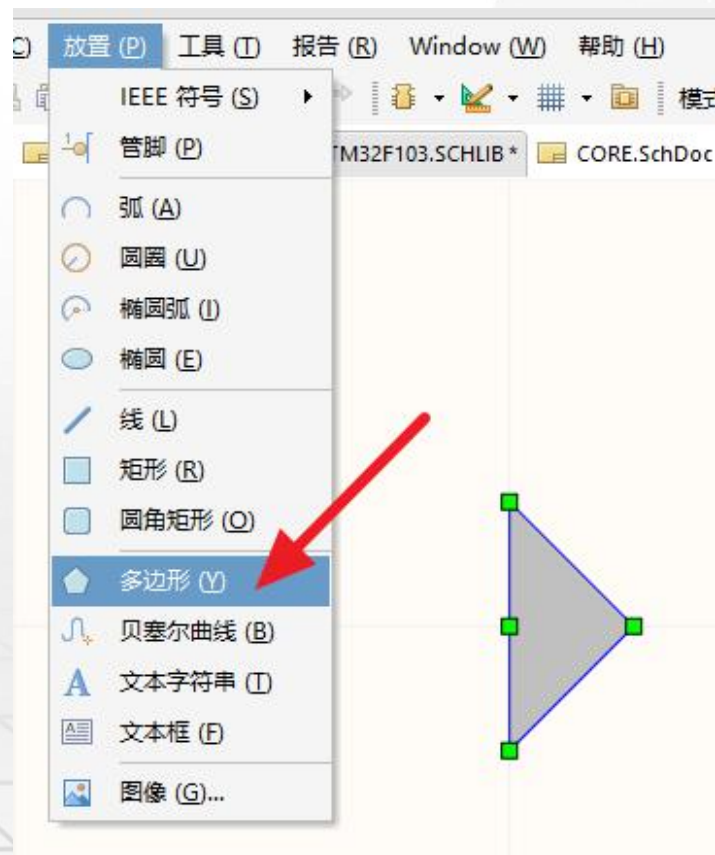 C) 放置 (P) 工具 (T) 报告 (R) Window (W) 帮助 (H)
IEEE 符号 (S)
模式
管脚 (P)
TM32F103.SCHLIB * CORE.SchDoc
弧 (A)
圆圈 (U)
椭圆弧 (I)
椭圆 (E)
线 (L)
矩形 (R)
圆角矩形 (O)
多边形 (Y)
贝塞尔曲线 (B)
文本字符串 (T)
文本框 (F)
图像 (G)...